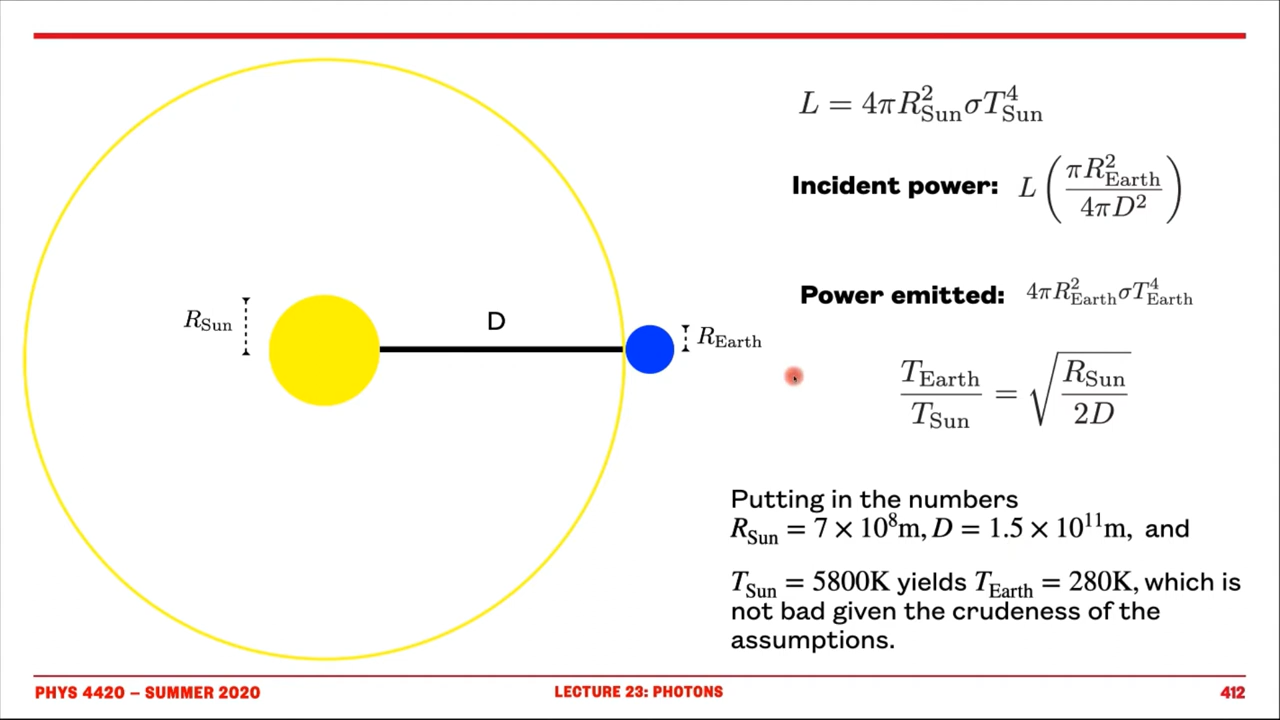 L = 4πR²_Sun σT⁴_Sun
Incident power: L (πR²_Earth / 4πD²)
Power emitted: 4πR²_Earth σT⁴_Earth
R_Sun
D
R_Earth
T_Earth / T_Sun = √(R_Sun / 2D)
Putting in the numbers
R_Sun = 7 × 10⁸m, D = 1.5 × 10¹¹m, and
T_Sun = 5800K yields T_Earth = 280K, which is
not bad given the crudeness of the
assumptions.
PHYS 4420 – SUMMER 2020
LECTURE 23: PHOTONS
412